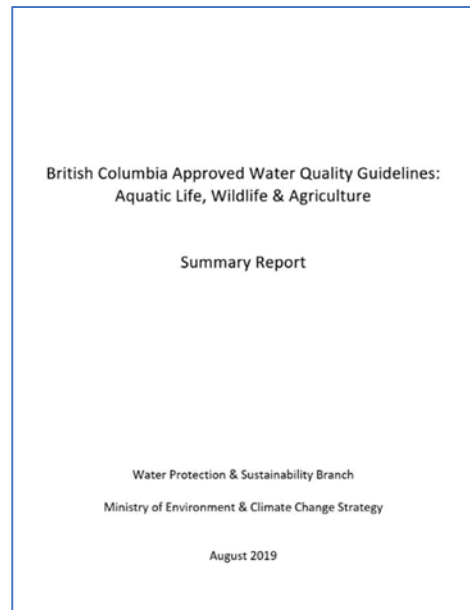 British Columbia Approved Water Quality Guidelines:
Aquatic Life, Wildlife & Agriculture
Summary Report
Water Protection & Sustainability Branch
Ministry of Environment & Climate Change Strategy
August 2019